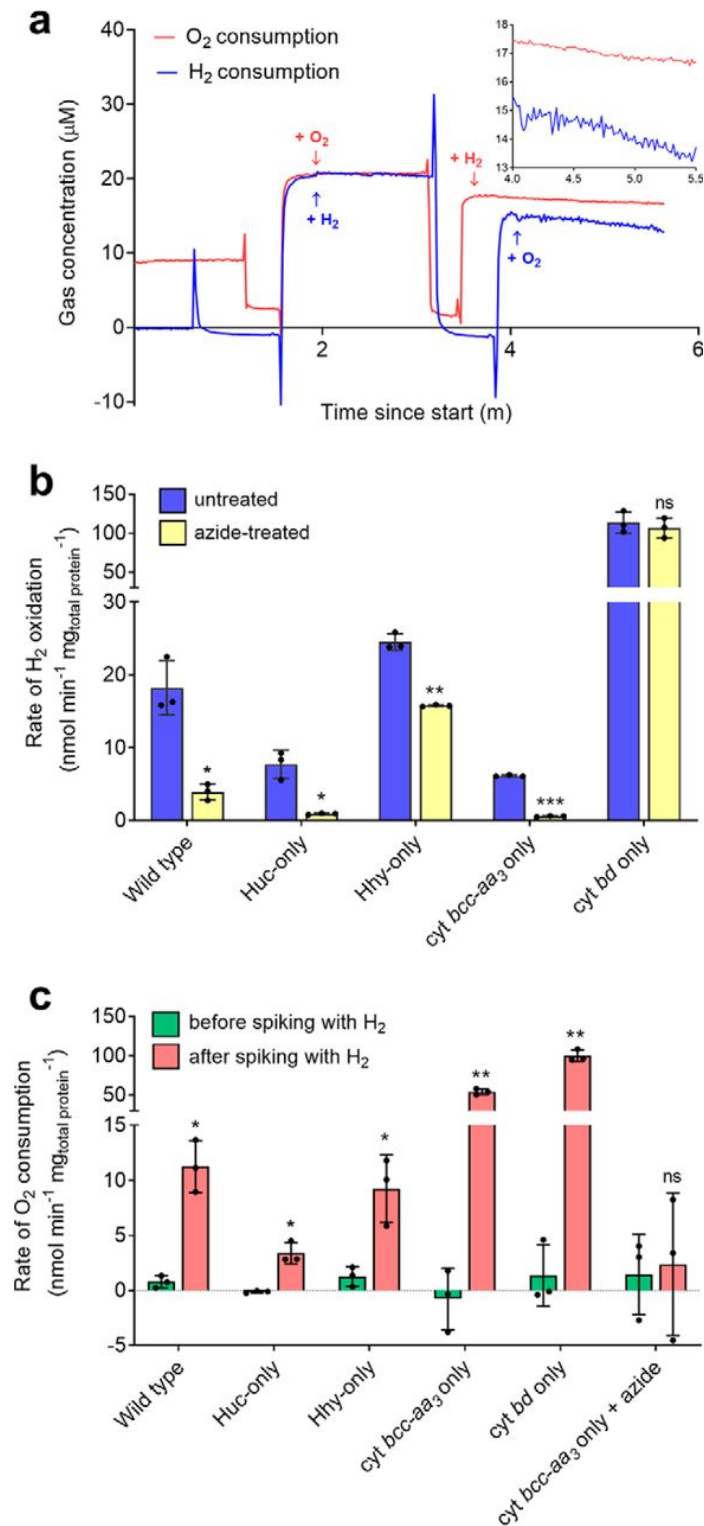 a
O₂ consumption
H₂ consumption
Gas concentration (µM)
40
30
20
10
0
-10
+ O₂
↓
↑
+ H₂
+ H₂
↓
↑
+ O₂
2
4
6
Time since start (m)
18
17
16
15
14
13
4.0
4.5
5.0
5.5
b
untreated
azide-treated
Rate of H₂ oxidation
(nmol min⁻¹ mg total protein⁻¹)
150
100
50
30
20
10
0
*
*
**
***
ns
Wild type
Huc-only
Hhy-only
cyt bcc-aa₃ only
cyt bd only
c
before spiking with H₂
after spiking with H₂
Rate of O₂ consumption
(nmol min⁻¹ mg total protein⁻¹)
150
100
50
15
10
5
0
-5
*
*
*
**
**
ns
Wild type
Huc-only
Hhy-only
cyt bcc-aa₃ only
cyt bd only
cyt bcc-aa₃ only + azide